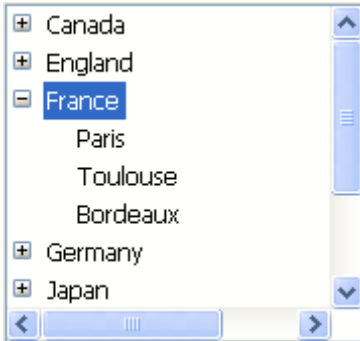 Canada
England
France
Paris
Toulouse
Bordeaux
Germany
Japan